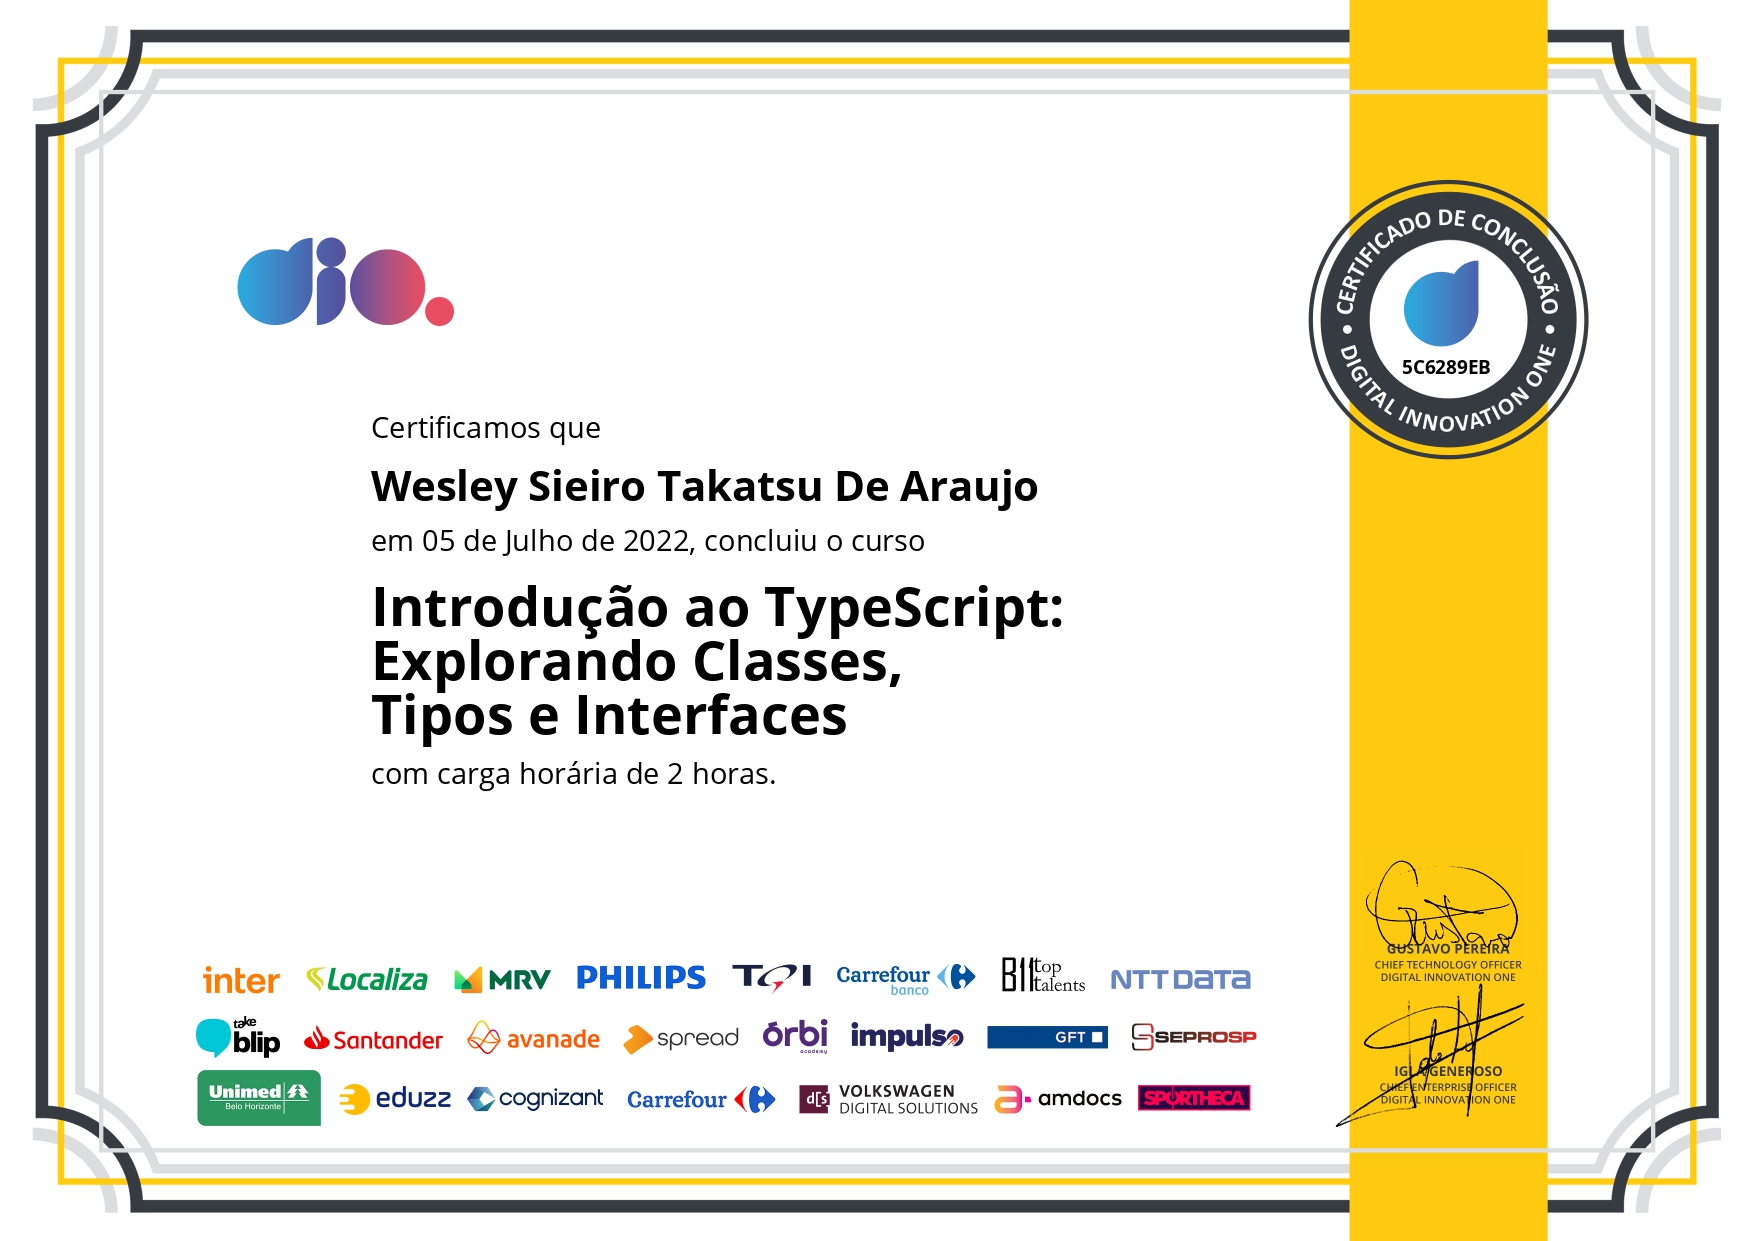 dio.
CERTIFICADO DE CONCLUSÃO
5C6289EB
DIGITAL INNOVATION ONE
Certificamos que
Wesley Sieiro Takatsu De Araujo
em 05 de Julho de 2022, concluiu o curso
Introdução ao TypeScript:
Explorando Classes,
Tipos e Interfaces
com carga horária de 2 horas.
Gustavo
GUSTAVO PEREIRA
CHIEF TECHNOLOGY OFFICER
DIGITAL INNOVATION ONE
IGLÁ GENEROSO
CHIEF ENTERPRISE OFFICER
DIGITAL INNOVATION ONE
inter Localiza MRV PHILIPS Carrefour banco top talents NTT DATA
take blip Santander avanade spread órbi academy impulso GFT SEPROSP
Unimed Belo Horizonte eduzz cognizant Carrefour d[s VOLKSWAGEN DIGITAL SOLUTIONS amdocs SPORTHECA